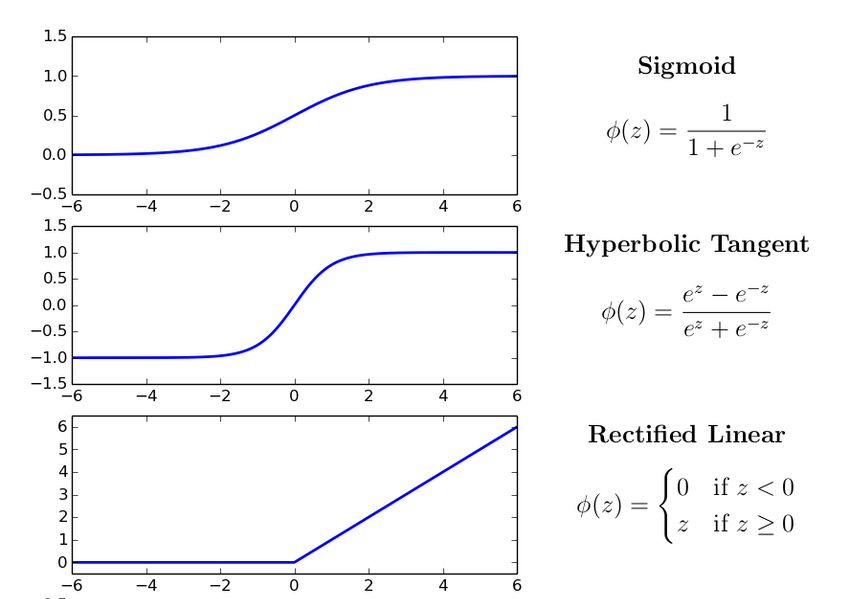 1.5
1.0
0.5
0.0
−0.5
−6 −4 −2 0 2 4 6
Sigmoid
ϕ(z) = 1 / (1 + e^{−z})
1.5
1.0
0.5
0.0
−0.5
−1.0
−1.5
−6 −4 −2 0 2 4 6
Hyperbolic Tangent
ϕ(z) = (e^z − e^{−z}) / (e^z + e^{−z})
6
5
4
3
2
1
0
−6 −4 −2 0 2 4 6
Rectified Linear
ϕ(z) = { 0 if z < 0
z if z ≥ 0